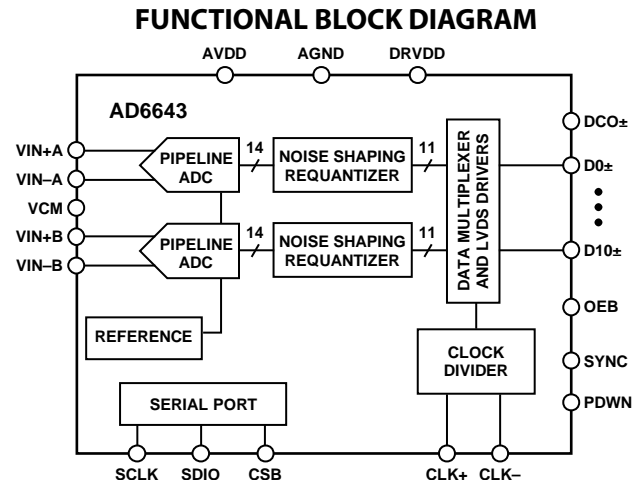 FUNCTIONAL BLOCK DIAGRAM
AVDD AGND DRVDD
AD6643
VIN+A
VIN–A
VCM
VIN+B
VIN–B
PIPELINE
ADC
14
NOISE SHAPING
REQUANTIZER
11
PIPELINE
ADC
14
NOISE SHAPING
REQUANTIZER
11
DATA MULTIPLEXER
AND LVDS DRIVERS
DCO±
D0±
D10±
OEB
SYNC
PDWN
REFERENCE
CLOCK
DIVIDER
SERIAL PORT
SCLK SDIO CSB CLK+ CLK–